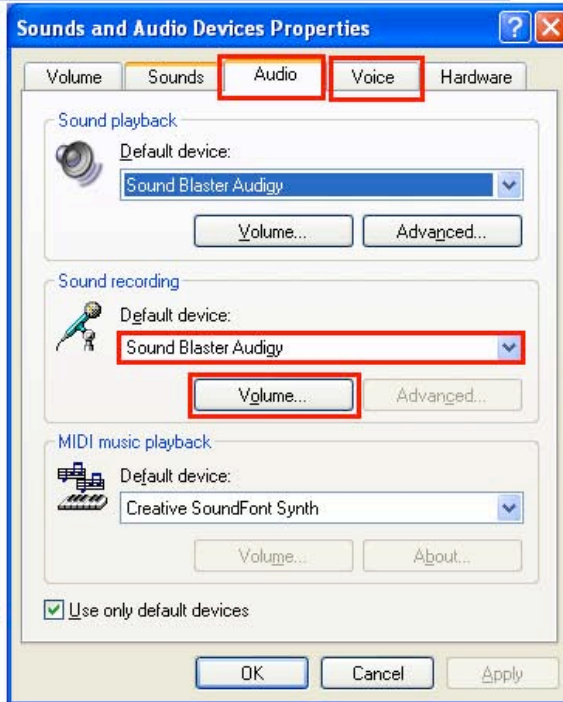 Sounds and Audio Devices Properties
Volume Sounds Audio Voice Hardware
Sound playback
Default device:
Sound Blaster Audigy
Volume... Advanced...
Sound recording
Default device:
Sound Blaster Audigy
Volume... Advanced...
MIDI music playback
Default device:
Creative SoundFont Synth
Volume... About...
Use only default devices
OK Cancel Apply